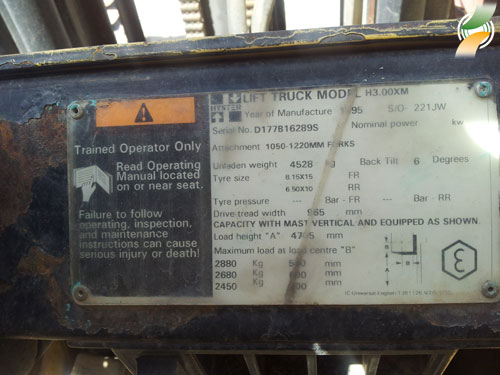 Trained Operator Only
Read Operating
Manual located
on or near seat.
Failure to follow
operating, inspection,
and maintenance
instructions can cause
serious injury or death!
HYSTER
LIFT TRUCK MODEL H3.00XM
Year of Manufacture 95 S/O- 221JW
Serial No. D177B16289S Nominal power kw
Attachment 1050-1220MM FORKS
Unladen weight 4528 kg Back Tilt 6 Degrees
Tyre size 8.15X15 FR
6.50X10 RR
Tyre pressure --- Bar - FR --- Bar - RR
Drive tread width mm
CAPACITY WITH MAST VERTICAL AND EQUIPPED AS SHOWN.
Load height "A" mm
Maximum load at load centre "B"
2880 Kg mm
2680 Kg mm
2450 Kg mm
A
B